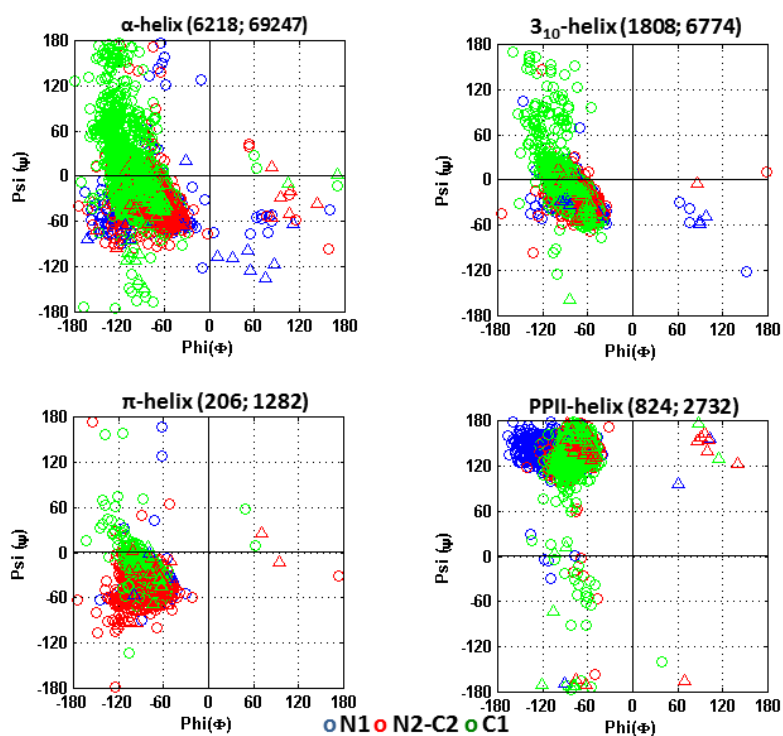 α-helix (6218; 69247)
180
120
60
0
-60
-120
-180
Psi (ψ)
-180 -120 -60 0 60 120 180
Phi(Φ)
3₁₀-helix (1808; 6774)
180
120
60
0
-60
-120
-180
Psi (ψ)
-180 -120 -60 0 60 120 180
Phi(Φ)
π-helix (206; 1282)
180
120
60
0
-60
-120
-180
Psi (ψ)
-180 -120 -60 0 60 120 180
Phi(Φ)
PPII-helix (824; 2732)
180
120
60
0
-60
-120
-180
Psi (ψ)
-180 -120 -60 0 60 120 180
Phi(Φ)
N1 N2-C2 C1